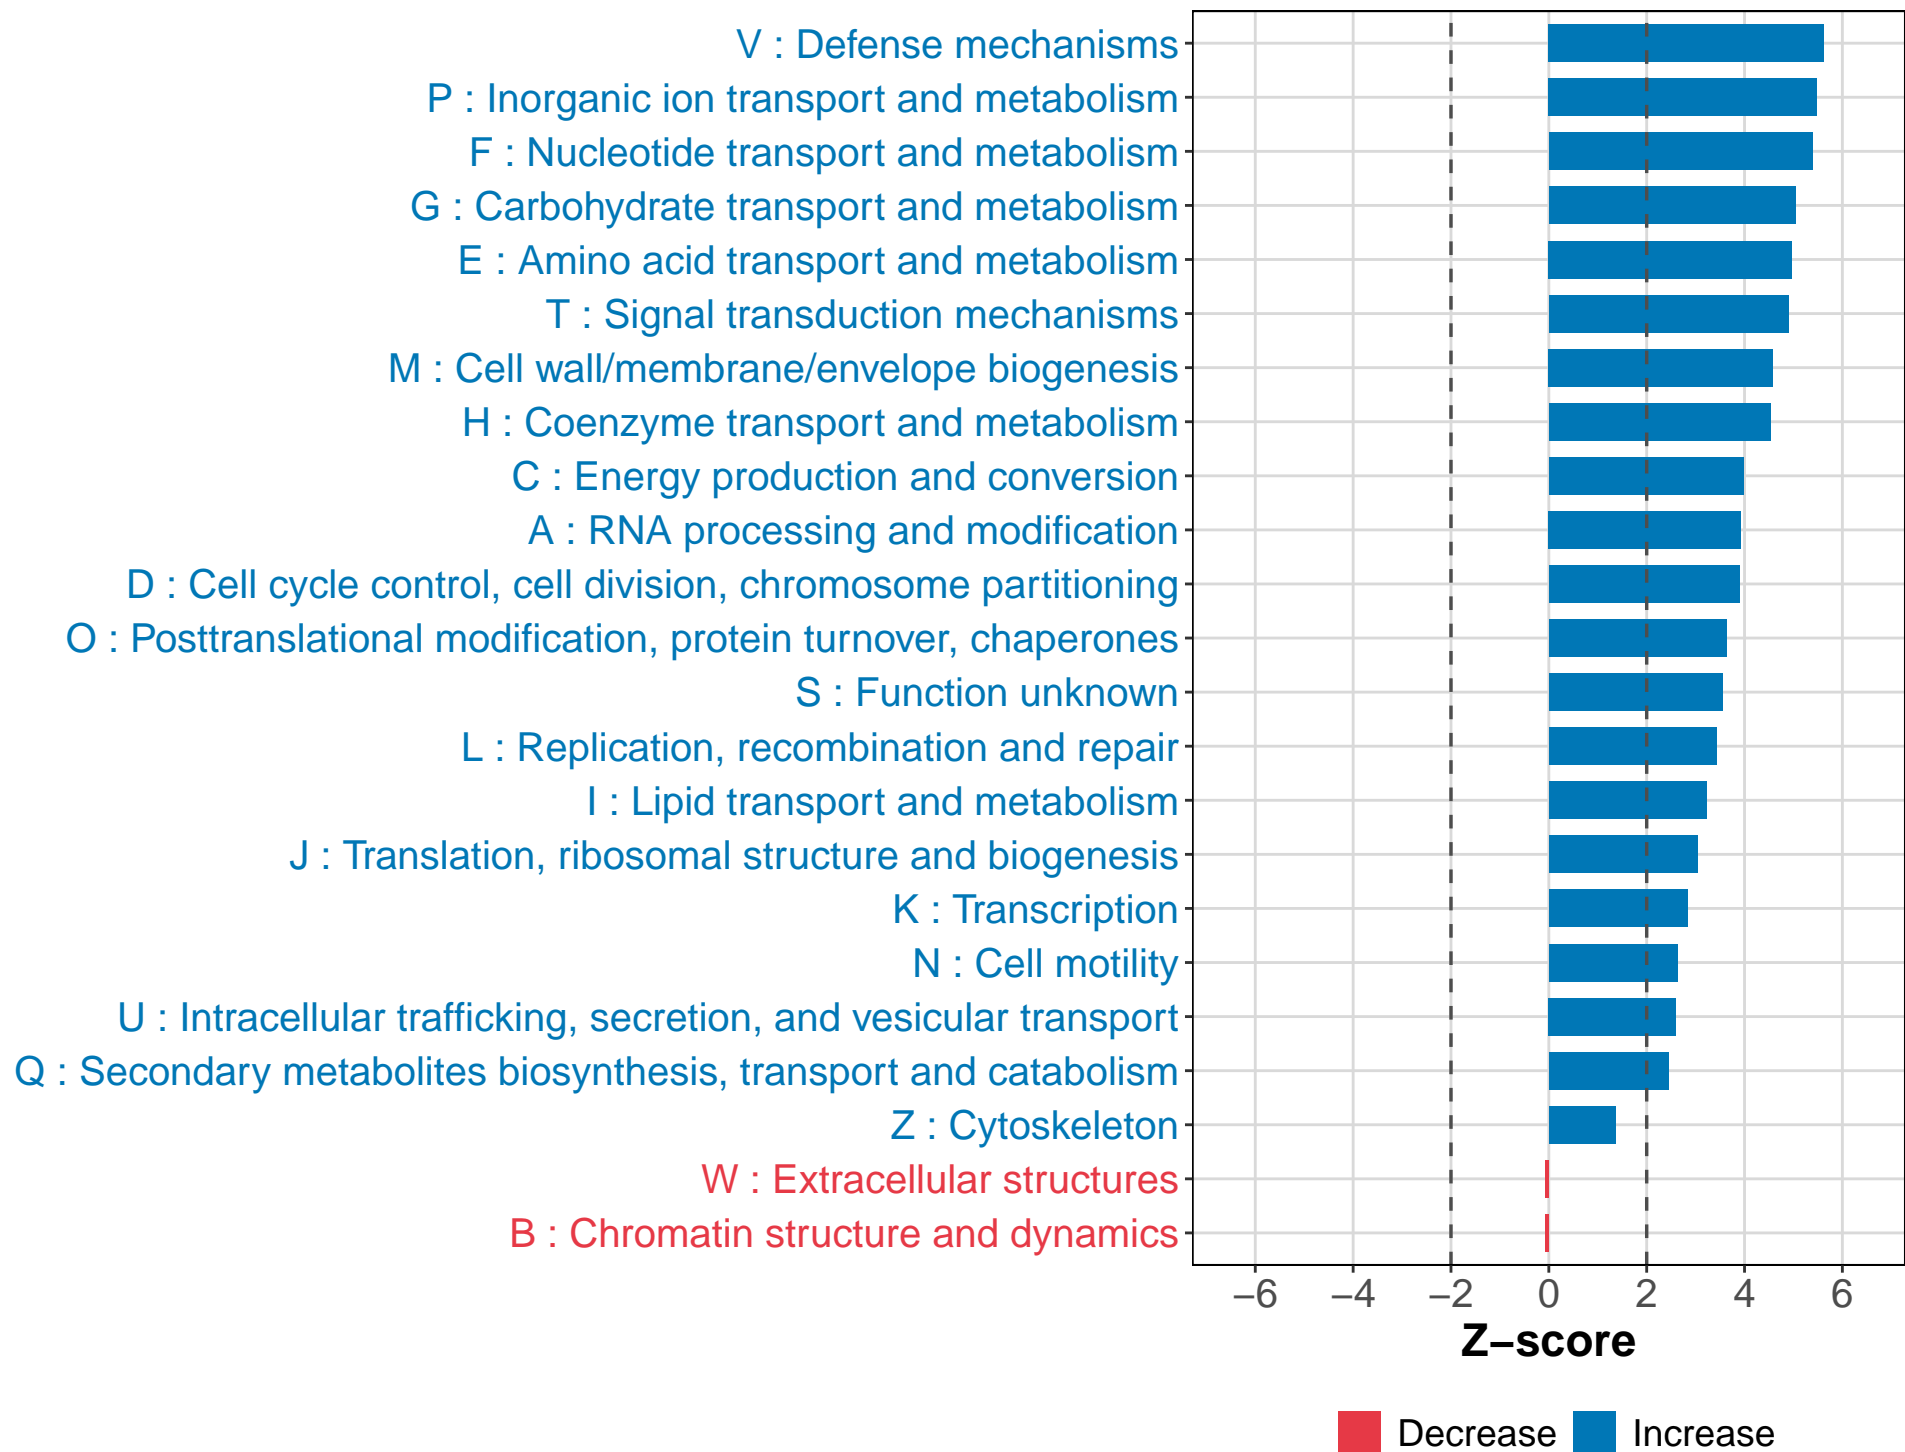 V : Defense mechanisms
P : Inorganic ion transport and metabolism
F : Nucleotide transport and metabolism
G : Carbohydrate transport and metabolism
E : Amino acid transport and metabolism
T : Signal transduction mechanisms
M : Cell wall/membrane/envelope biogenesis
H : Coenzyme transport and metabolism
C : Energy production and conversion
A : RNA processing and modification
D : Cell cycle control, cell division, chromosome partitioning
O : Posttranslational modification, protein turnover, chaperones
S : Function unknown
L : Replication, recombination and repair
I : Lipid transport and metabolism
J : Translation, ribosomal structure and biogenesis
K : Transcription
N : Cell motility
U : Intracellular trafficking, secretion, and vesicular transport
Q : Secondary metabolites biosynthesis, transport and catabolism
Z : Cytoskeleton
W : Extracellular structures
B : Chromatin structure and dynamics
−6 −4 −2 0 2 4 6
Z−score
Decrease Increase